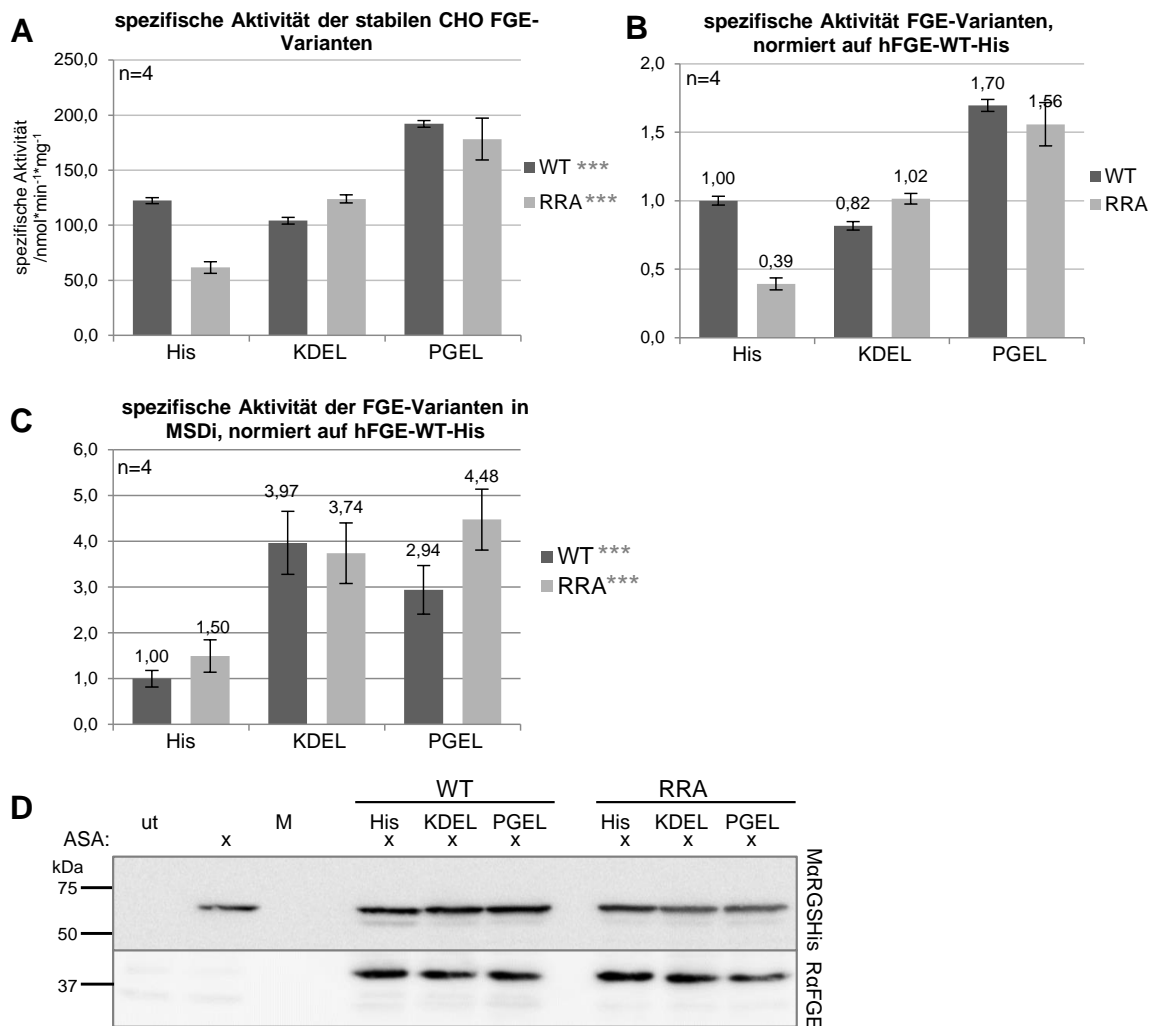 A
spezifische Aktivität der stabilen CHO FGE-
Varianten
250,0
200,0
150,0
100,0
50,0
0,0
spezifische Aktivität
/nmol*min⁻¹*mg⁻¹
n=4
His
KDEL
PGEL
WT ***
RRA***
B
spezifische Aktivität FGE-Varianten,
normiert auf hFGE-WT-His
2,0
1,5
1,0
0,5
0,0
n=4
1,00
0,39
0,82
1,02
1,70
1,56
His
KDEL
PGEL
WT
RRA
C
spezifische Aktivität der FGE-Varianten in
MSDi, normiert auf hFGE-WT-His
6,0
5,0
4,0
3,0
2,0
1,0
0,0
n=4
1,00
1,50
3,97
3,74
2,94
4,48
His
KDEL
PGEL
WT ***
RRA***
D
WT
RRA
ut
M
His
KDEL
PGEL
His
KDEL
PGEL
ASA:
x
x
x
x
x
x
x
kDa
75
50
37
MαRGSHis
RαFGE